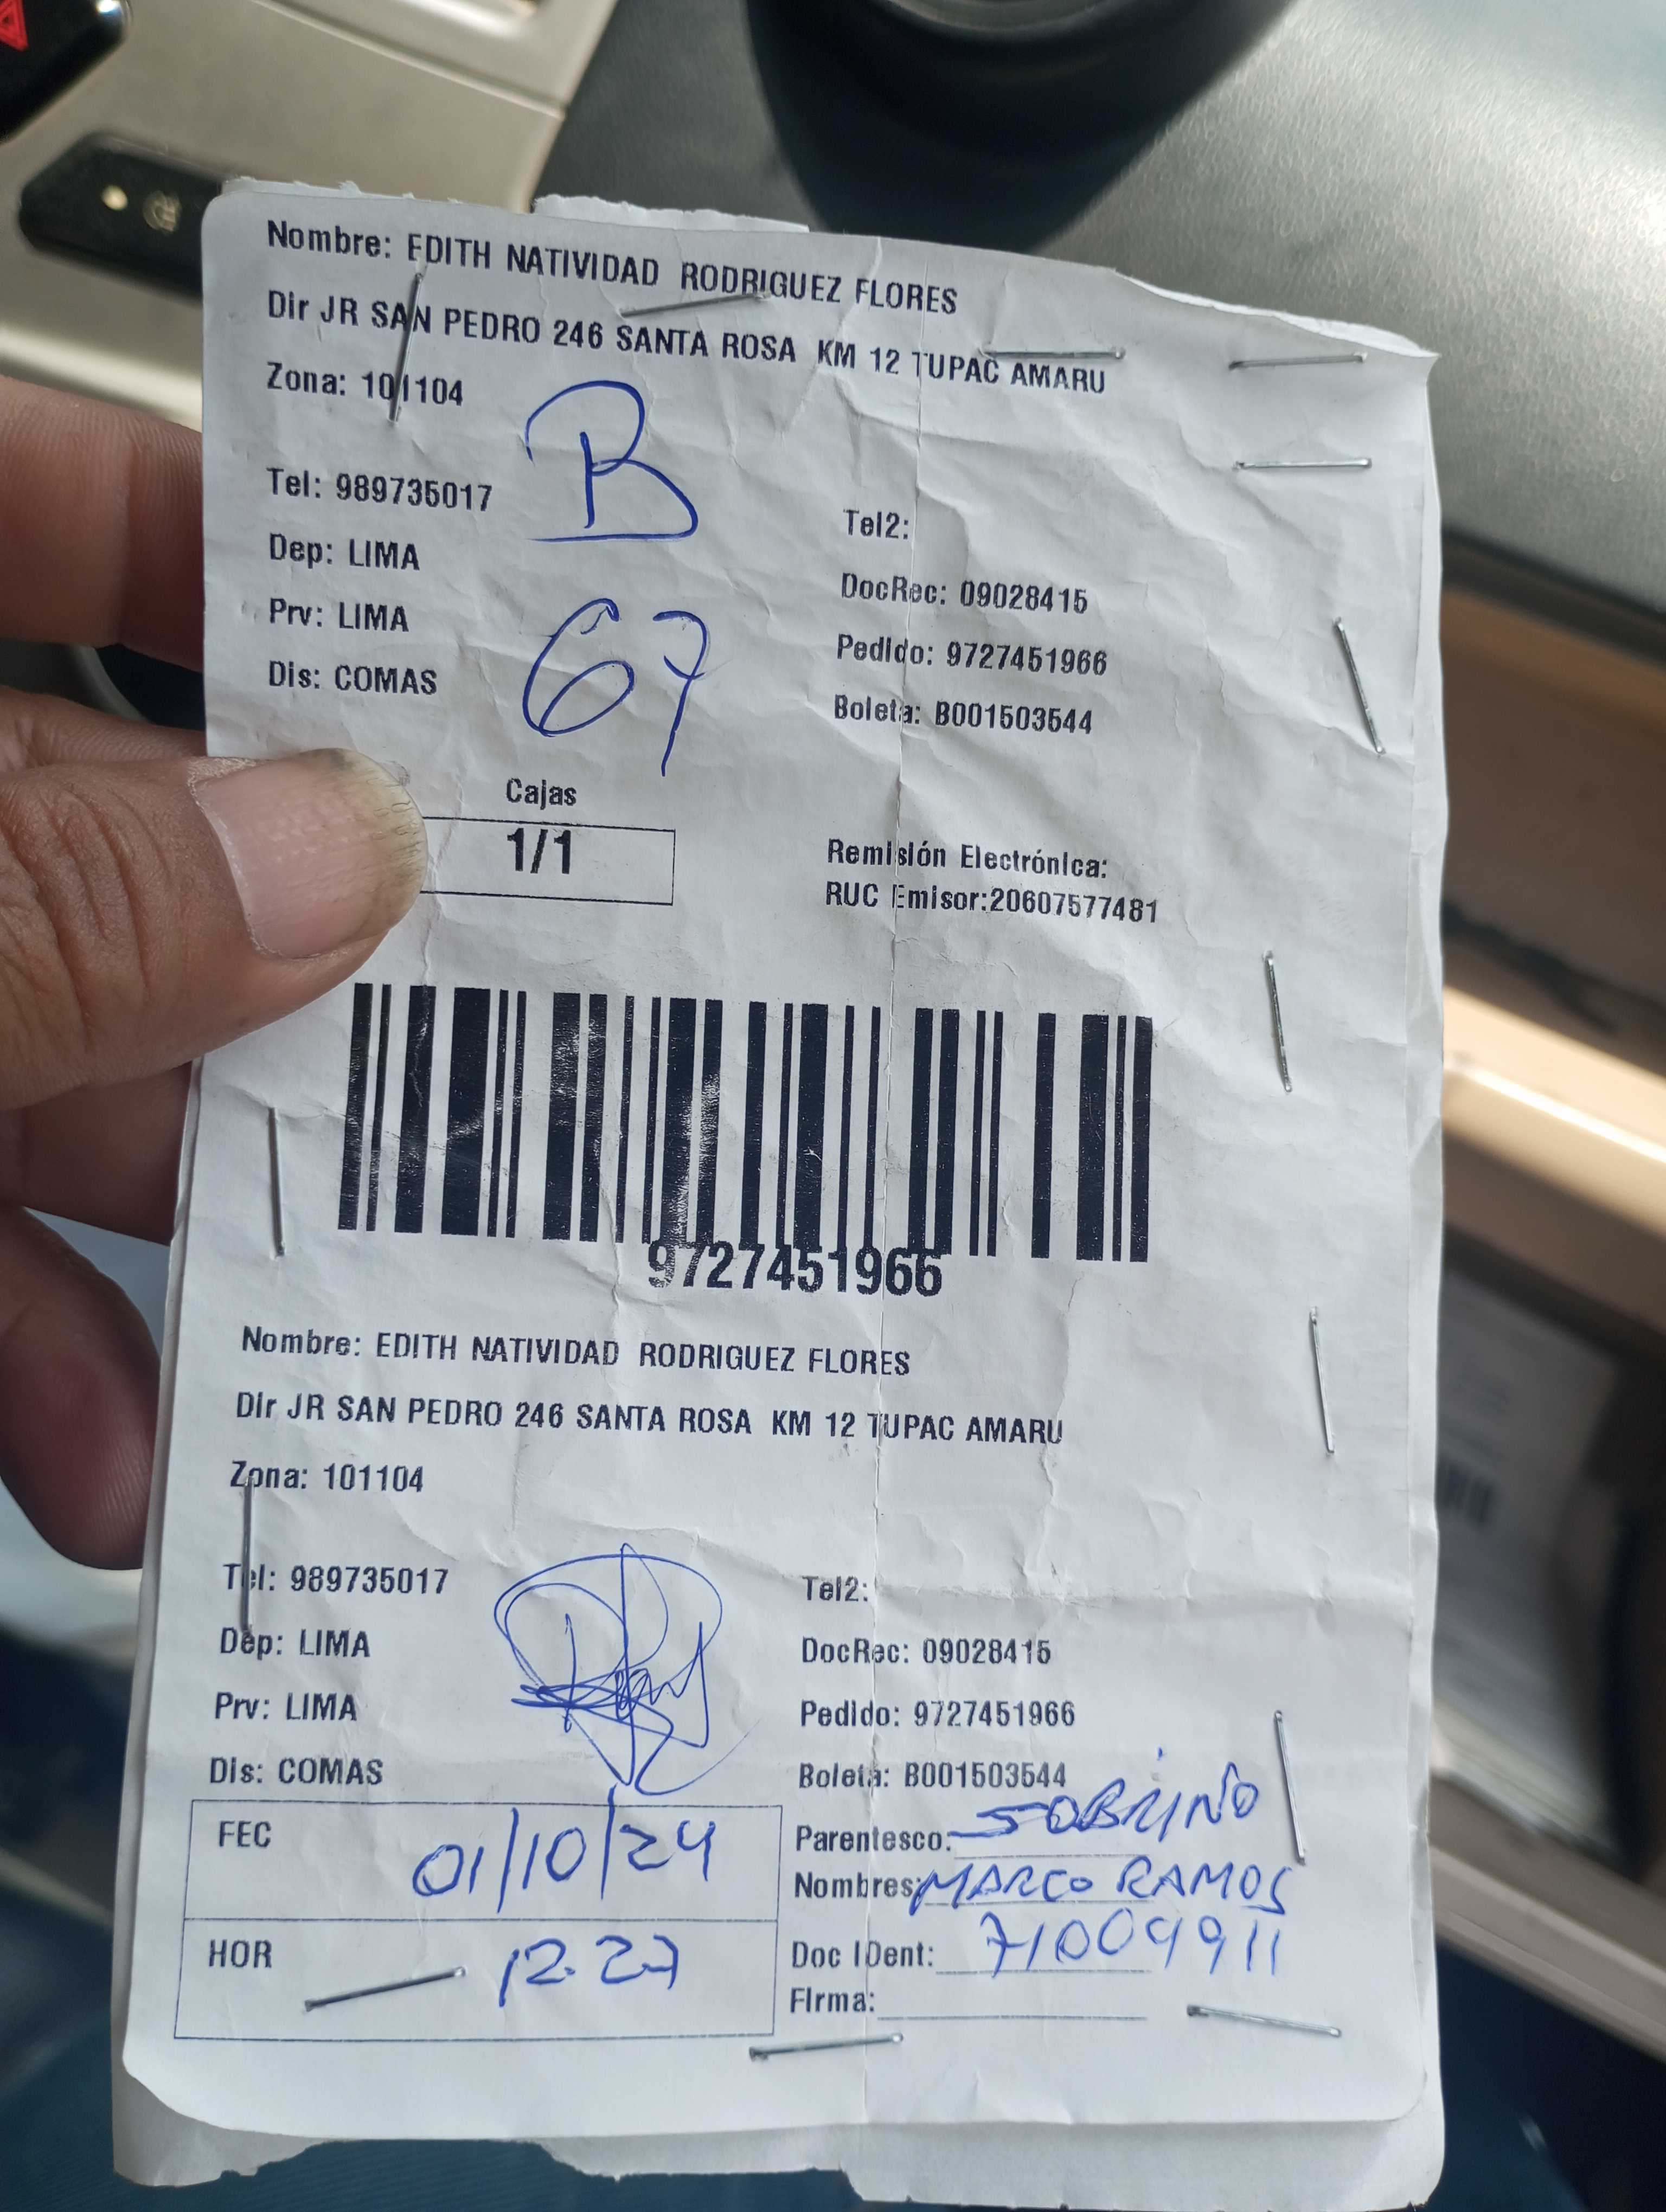 Nombre: EDITH NATIVIDAD RODRIGUEZ FLORES
Dir JR SAN PEDRO 246 SANTA ROSA KM 12 TUPAC AMARU
Zona: 101104
B
Tel: 989735017
Tel2:
Dep: LIMA
DocRec: 09028415
Prv: LIMA
Pedido: 9727451966
Dis: COMAS
Boleta: B001503544
67
Cajas
1/1
Remisión Electrónica:
RUC Emisor:20607577481
9727451966
Nombre: EDITH NATIVIDAD RODRIGUEZ FLORES
Dir JR SAN PEDRO 246 SANTA ROSA KM 12 TUPAC AMARU
Zona: 101104
Tel: 989735017
Tel2:
Dep: LIMA
DocRec: 09028415
Prv: LIMA
Pedido: 9727451966
Dis: COMAS
Boleta: B001503544
FEC 01/10/24
Parentesco: SOBRINO
Nombres: MARCO RAMOS
HOR 12.27
Doc IDent: 71009911
Firma: